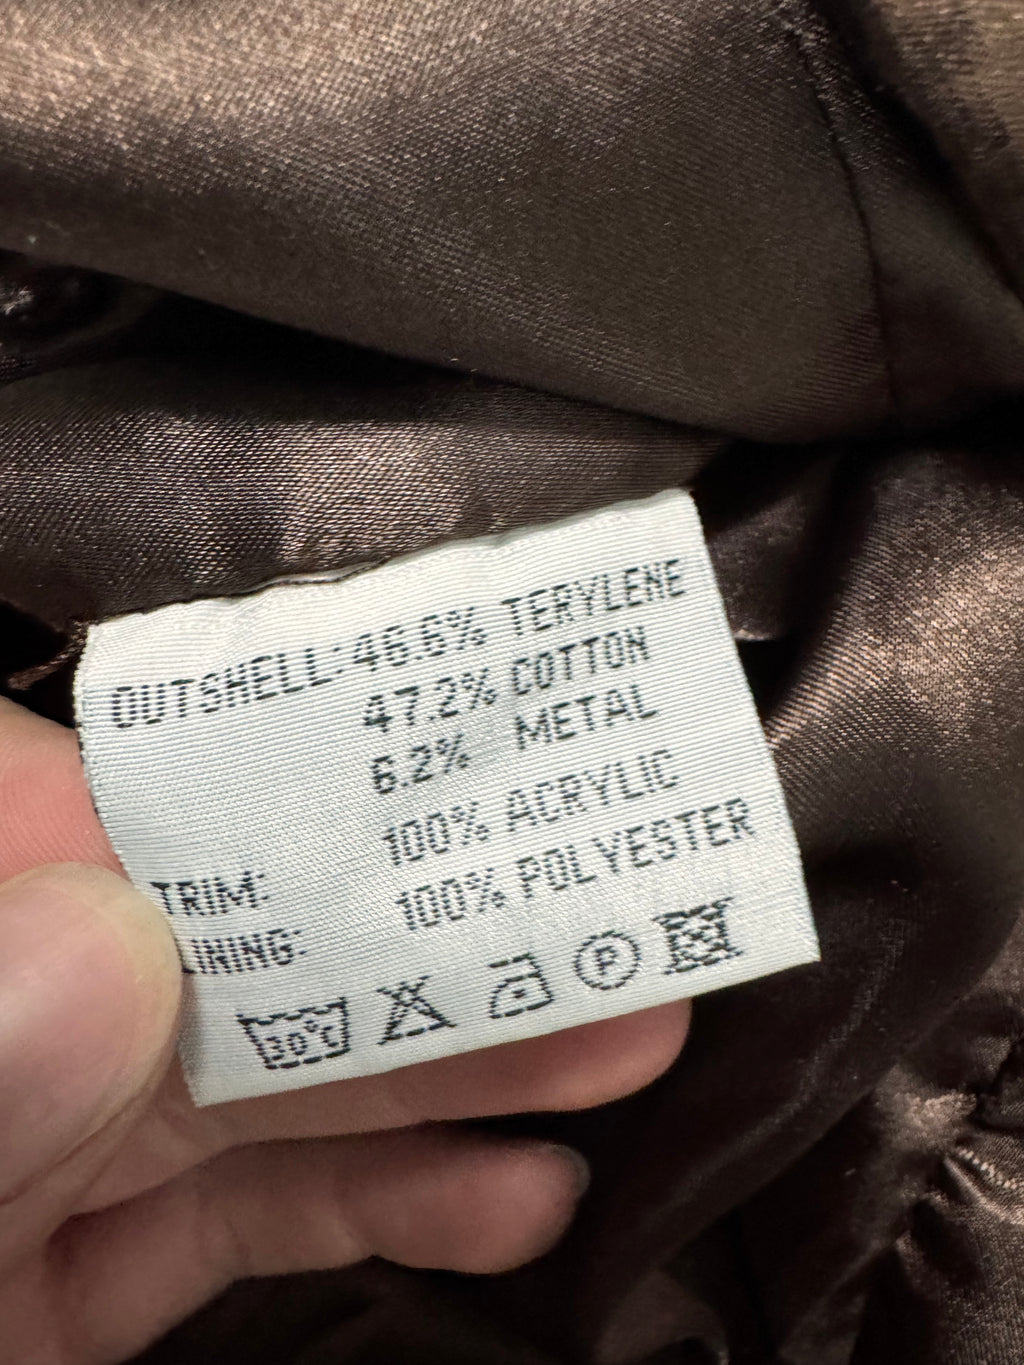 OUTSHELL:46.6% TERYLENE
47.2% COTTON
6.2% METAL
TRIM: 100% ACRYLIC
LINING: 100% POLYESTER
30°C P